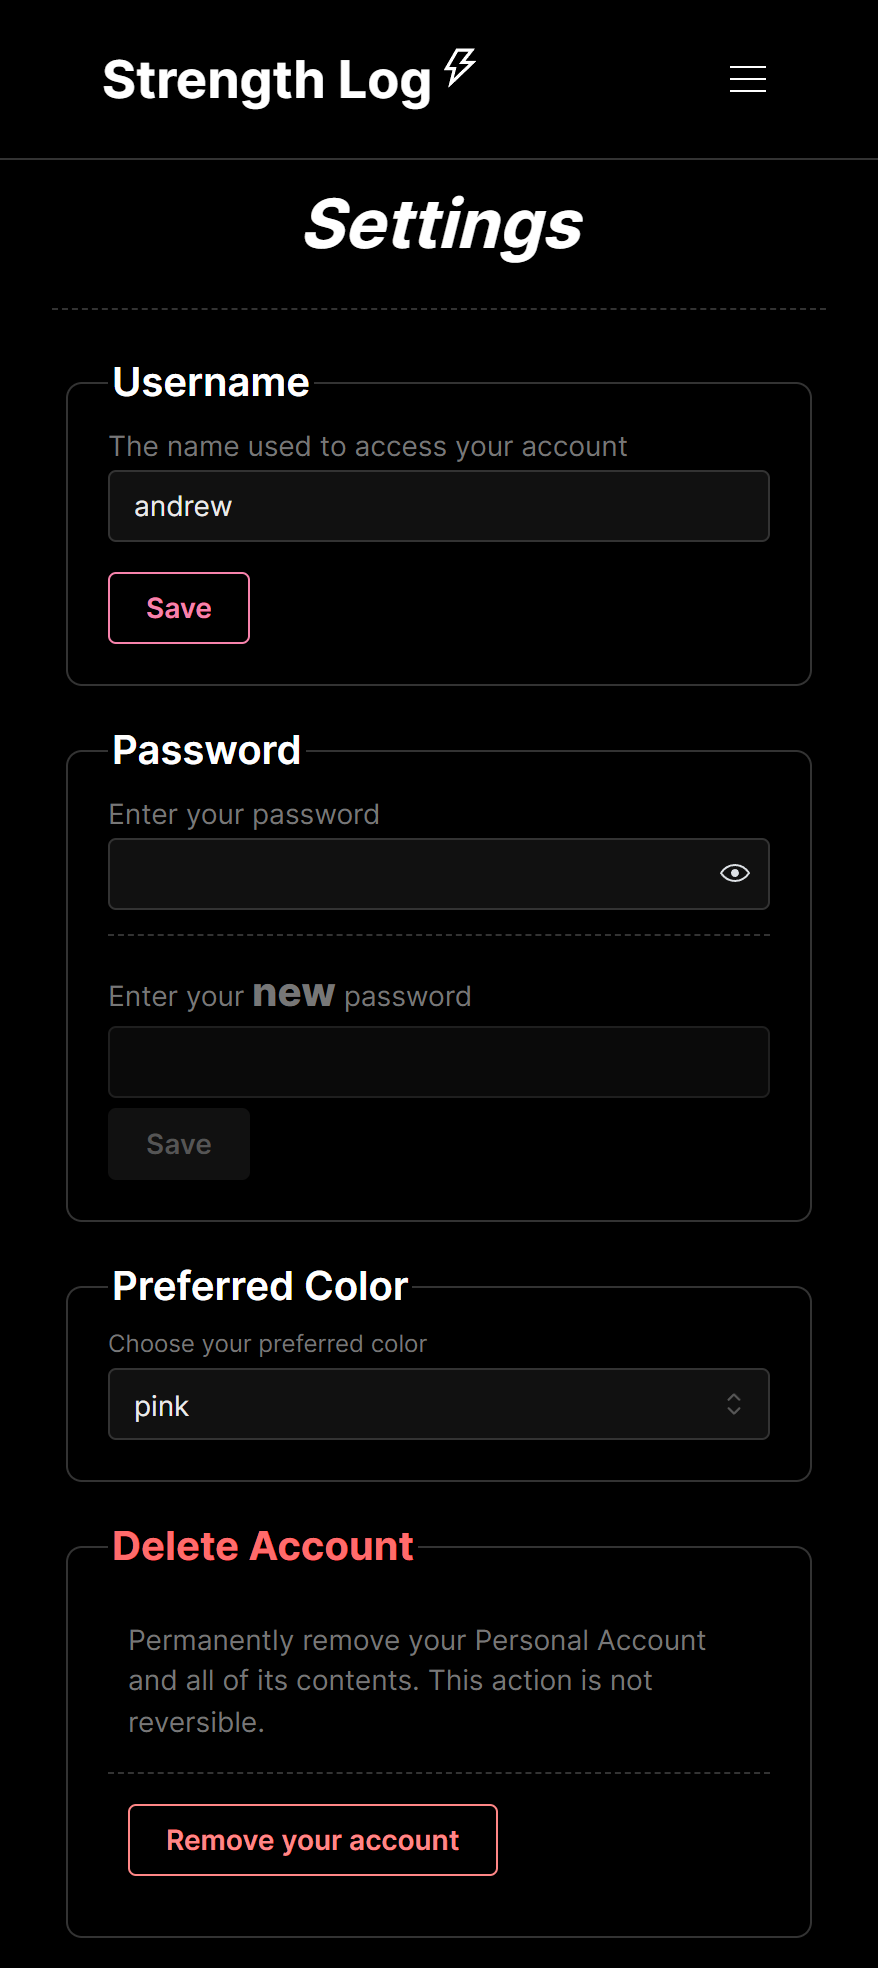 Strength Log
Settings
Username
The name used to access your account
andrew
Save
Password
Enter your password
Enter your new password
Save
Preferred Color
Choose your preferred color
pink
Delete Account
Permanently remove your Personal Account
and all of its contents. This action is not
reversible.
Remove your account